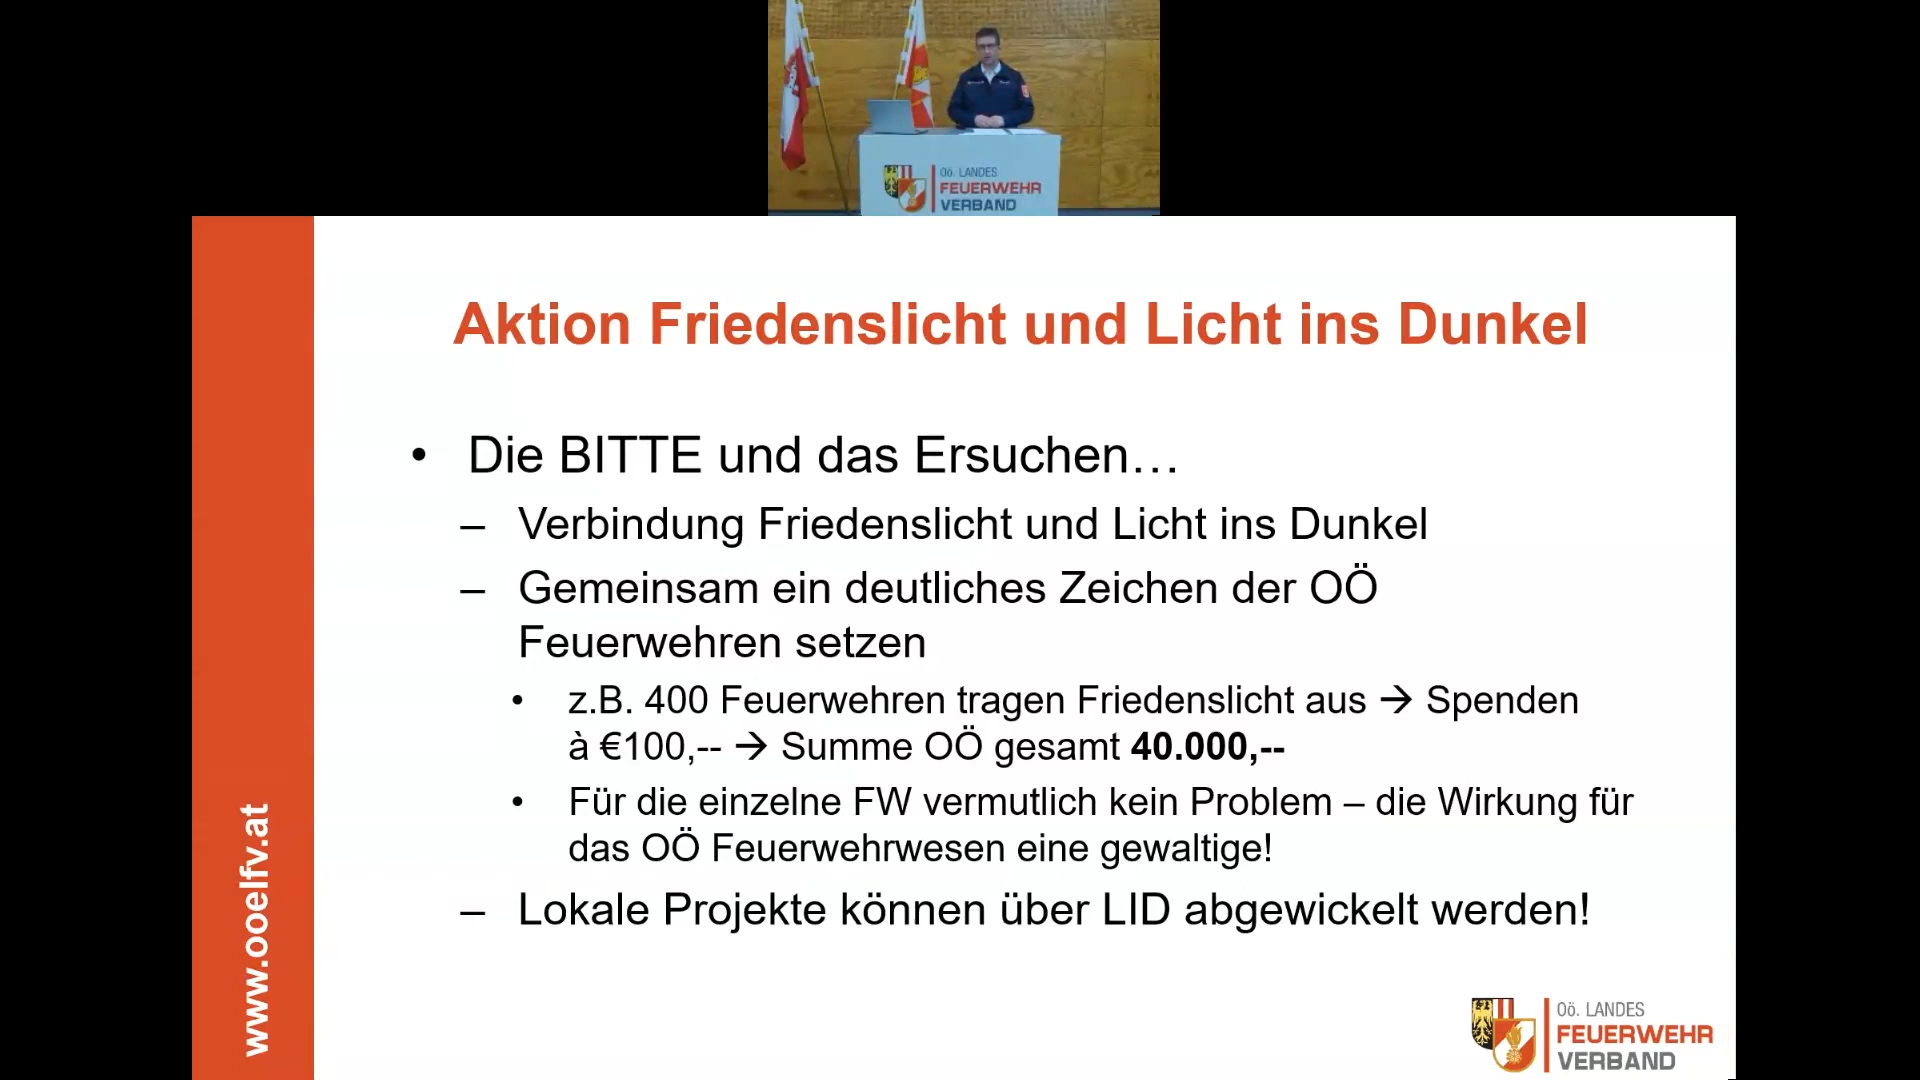 OÖ. LANDES
FEUERWEHR
VERBAND
Aktion Friedenslicht und Licht ins Dunkel
• Die BITTE und das Ersuchen…
– Verbindung Friedenslicht und Licht ins Dunkel
– Gemeinsam ein deutliches Zeichen der OÖ
Feuerwehren setzen
• z.B. 400 Feuerwehren tragen Friedenslicht aus → Spenden
à €100,-- → Summe OÖ gesamt 40.000,--
• Für die einzelne FW vermutlich kein Problem – die Wirkung für
das OÖ Feuerwehrwesen eine gewaltige!
– Lokale Projekte können über LID abgewickelt werden!
www.ooelfv.at
OÖ. LANDES
FEUERWEHR
VERBAND